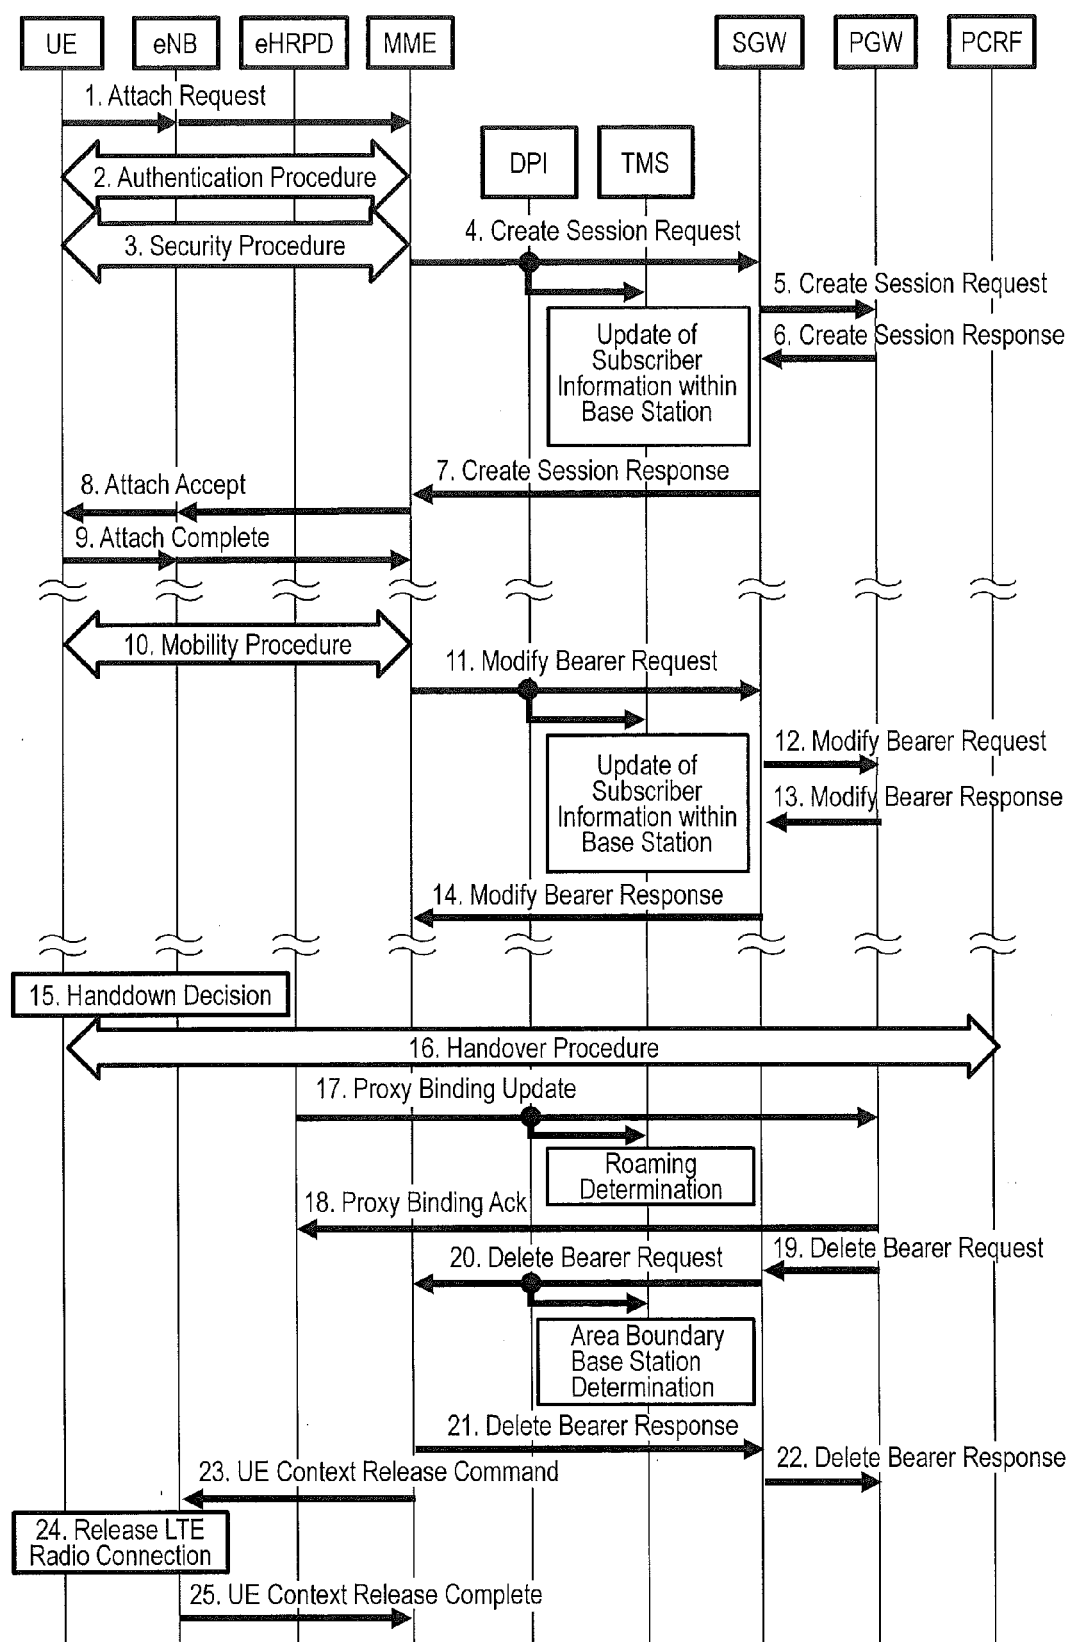 UE
eNB
eHRPD
MME
SGW
PGW
PCRF
1. Attach Request
DPI
TMS
2. Authentication Procedure
4. Create Session Request
3. Security Procedure
5. Create Session Request
6. Create Session Response
Update of
Subscriber
Information within
Base Station
7. Create Session Response
8. Attach Accept
9. Attach Complete
10. Mobility Procedure
11. Modify Bearer Request
12. Modify Bearer Request
Update of
Subscriber
Information within
Base Station
13. Modify Bearer Response
14. Modify Bearer Response
15. Handdown Decision
16. Handover Procedure
17. Proxy Binding Update
Roaming
Determination
18. Proxy Binding Ack
19. Delete Bearer Request
20. Delete Bearer Request
Area Boundary
Base Station
Determination
21. Delete Bearer Response
22. Delete Bearer Response
23. UE Context Release Command
24. Release LTE
Radio Connection
25. UE Context Release Complete